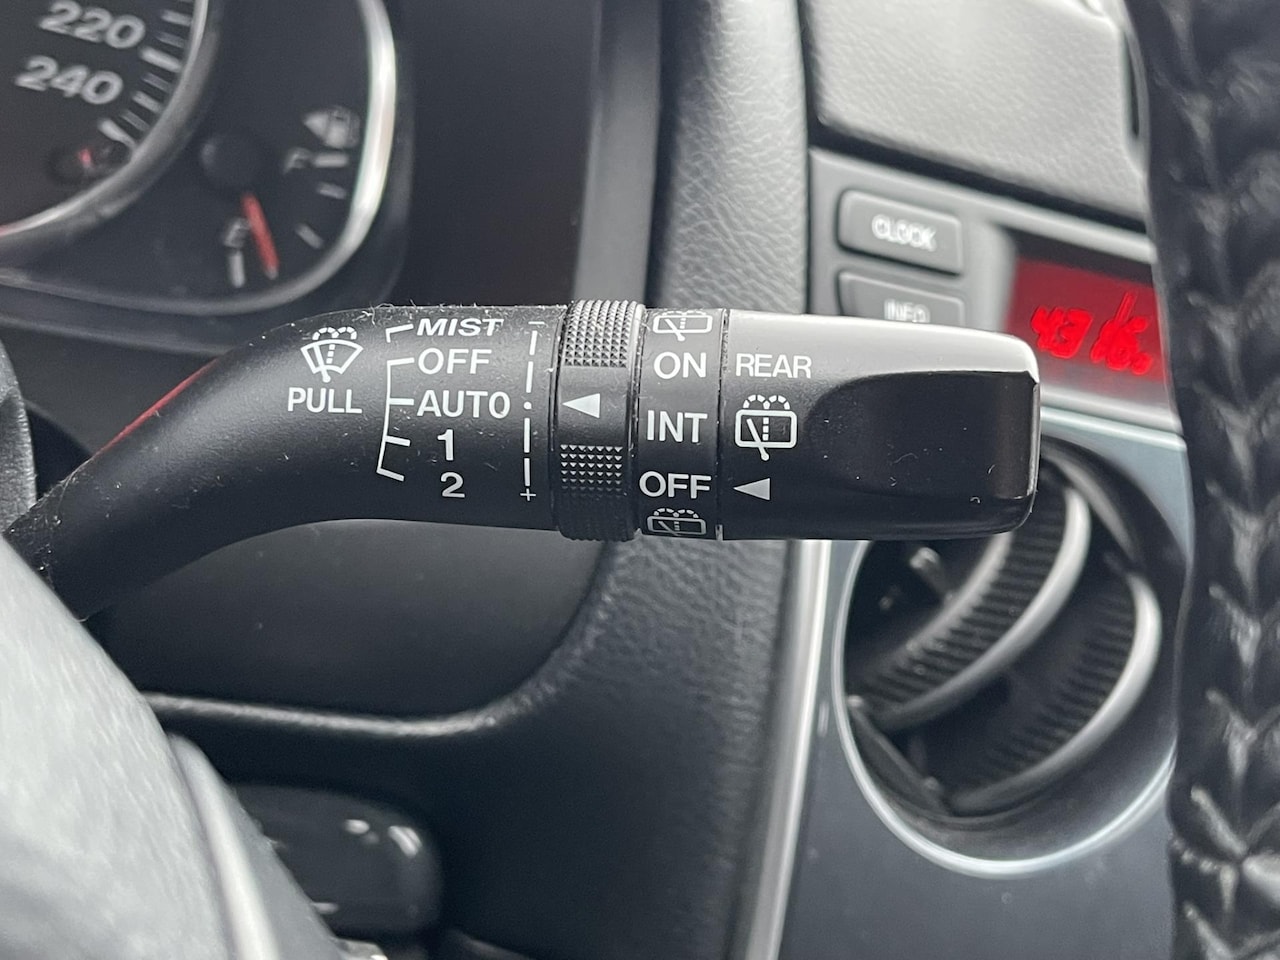 220
240
CLOCK
INFO
MIST
OFF
AUTO
1
2
PULL
−
+
ON
INT
OFF
REAR